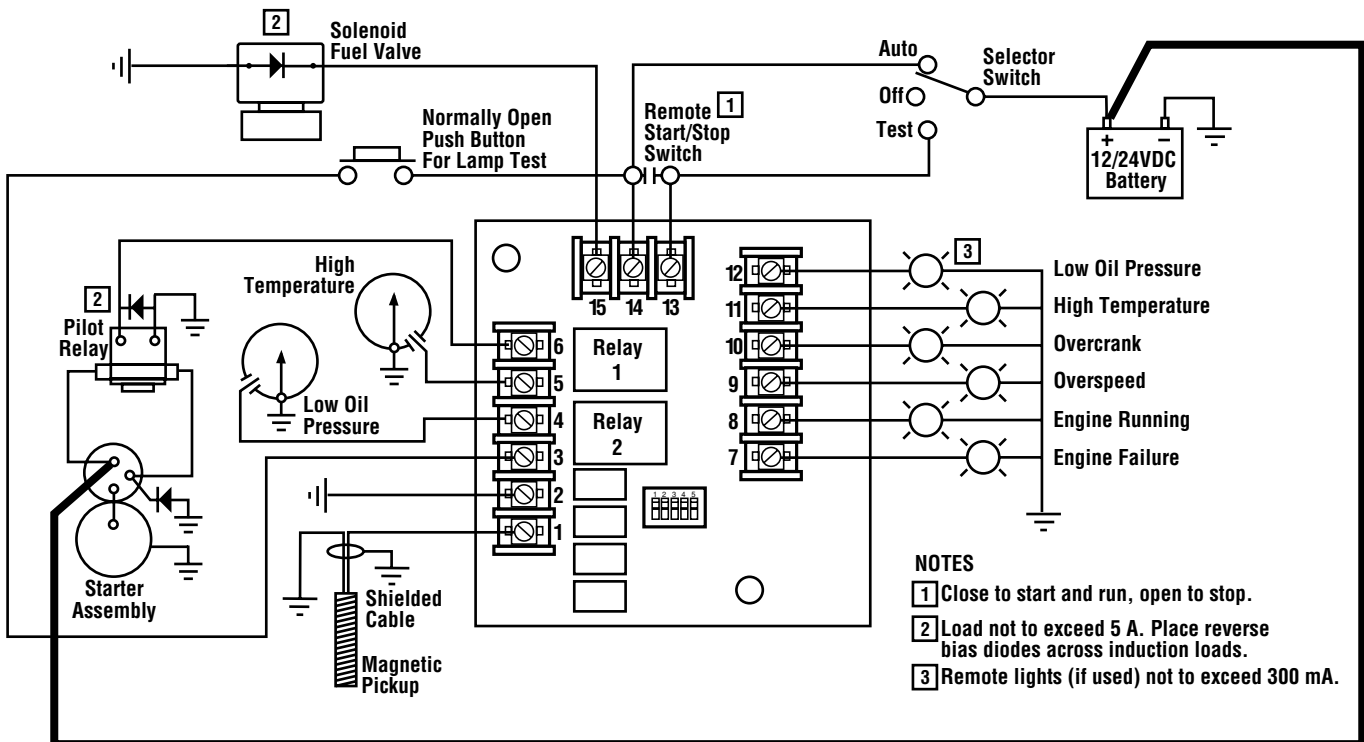 2
Solenoid
Fuel Valve
Normally Open
Push Button
For Lamp Test
Remote 1
Start/Stop
Switch
Auto
Off
Test
Selector
Switch
+ −
12/24VDC
Battery
2
Pilot
Relay
High
Temperature
Low Oil
Pressure
Starter
Assembly
Shielded
Cable
Magnetic
Pickup
15 14 13
6
5
4
3
2
1
Relay
1
Relay
2
1 2 3 4 5
12
11
10
9
8
7
3
Low Oil Pressure
High Temperature
Overcrank
Overspeed
Engine Running
Engine Failure
NOTES
1 Close to start and run, open to stop.
2 Load not to exceed 5 A. Place reverse
bias diodes across induction loads.
3 Remote lights (if used) not to exceed 300 mA.